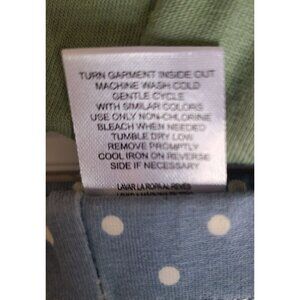 TURN GARMENT INSIDE OUT
MACHINE WASH COLD
GENTLE CYCLE
WITH SIMILAR COLORS
USE ONLY NON-CHLORINE
BLEACH WHEN NEEDED
TUMBLE DRY LOW
REMOVE PROMPTLY
COOL IRON ON REVERSE
SIDE IF NECESSARY
LAVAR LA ROPA AL REVES